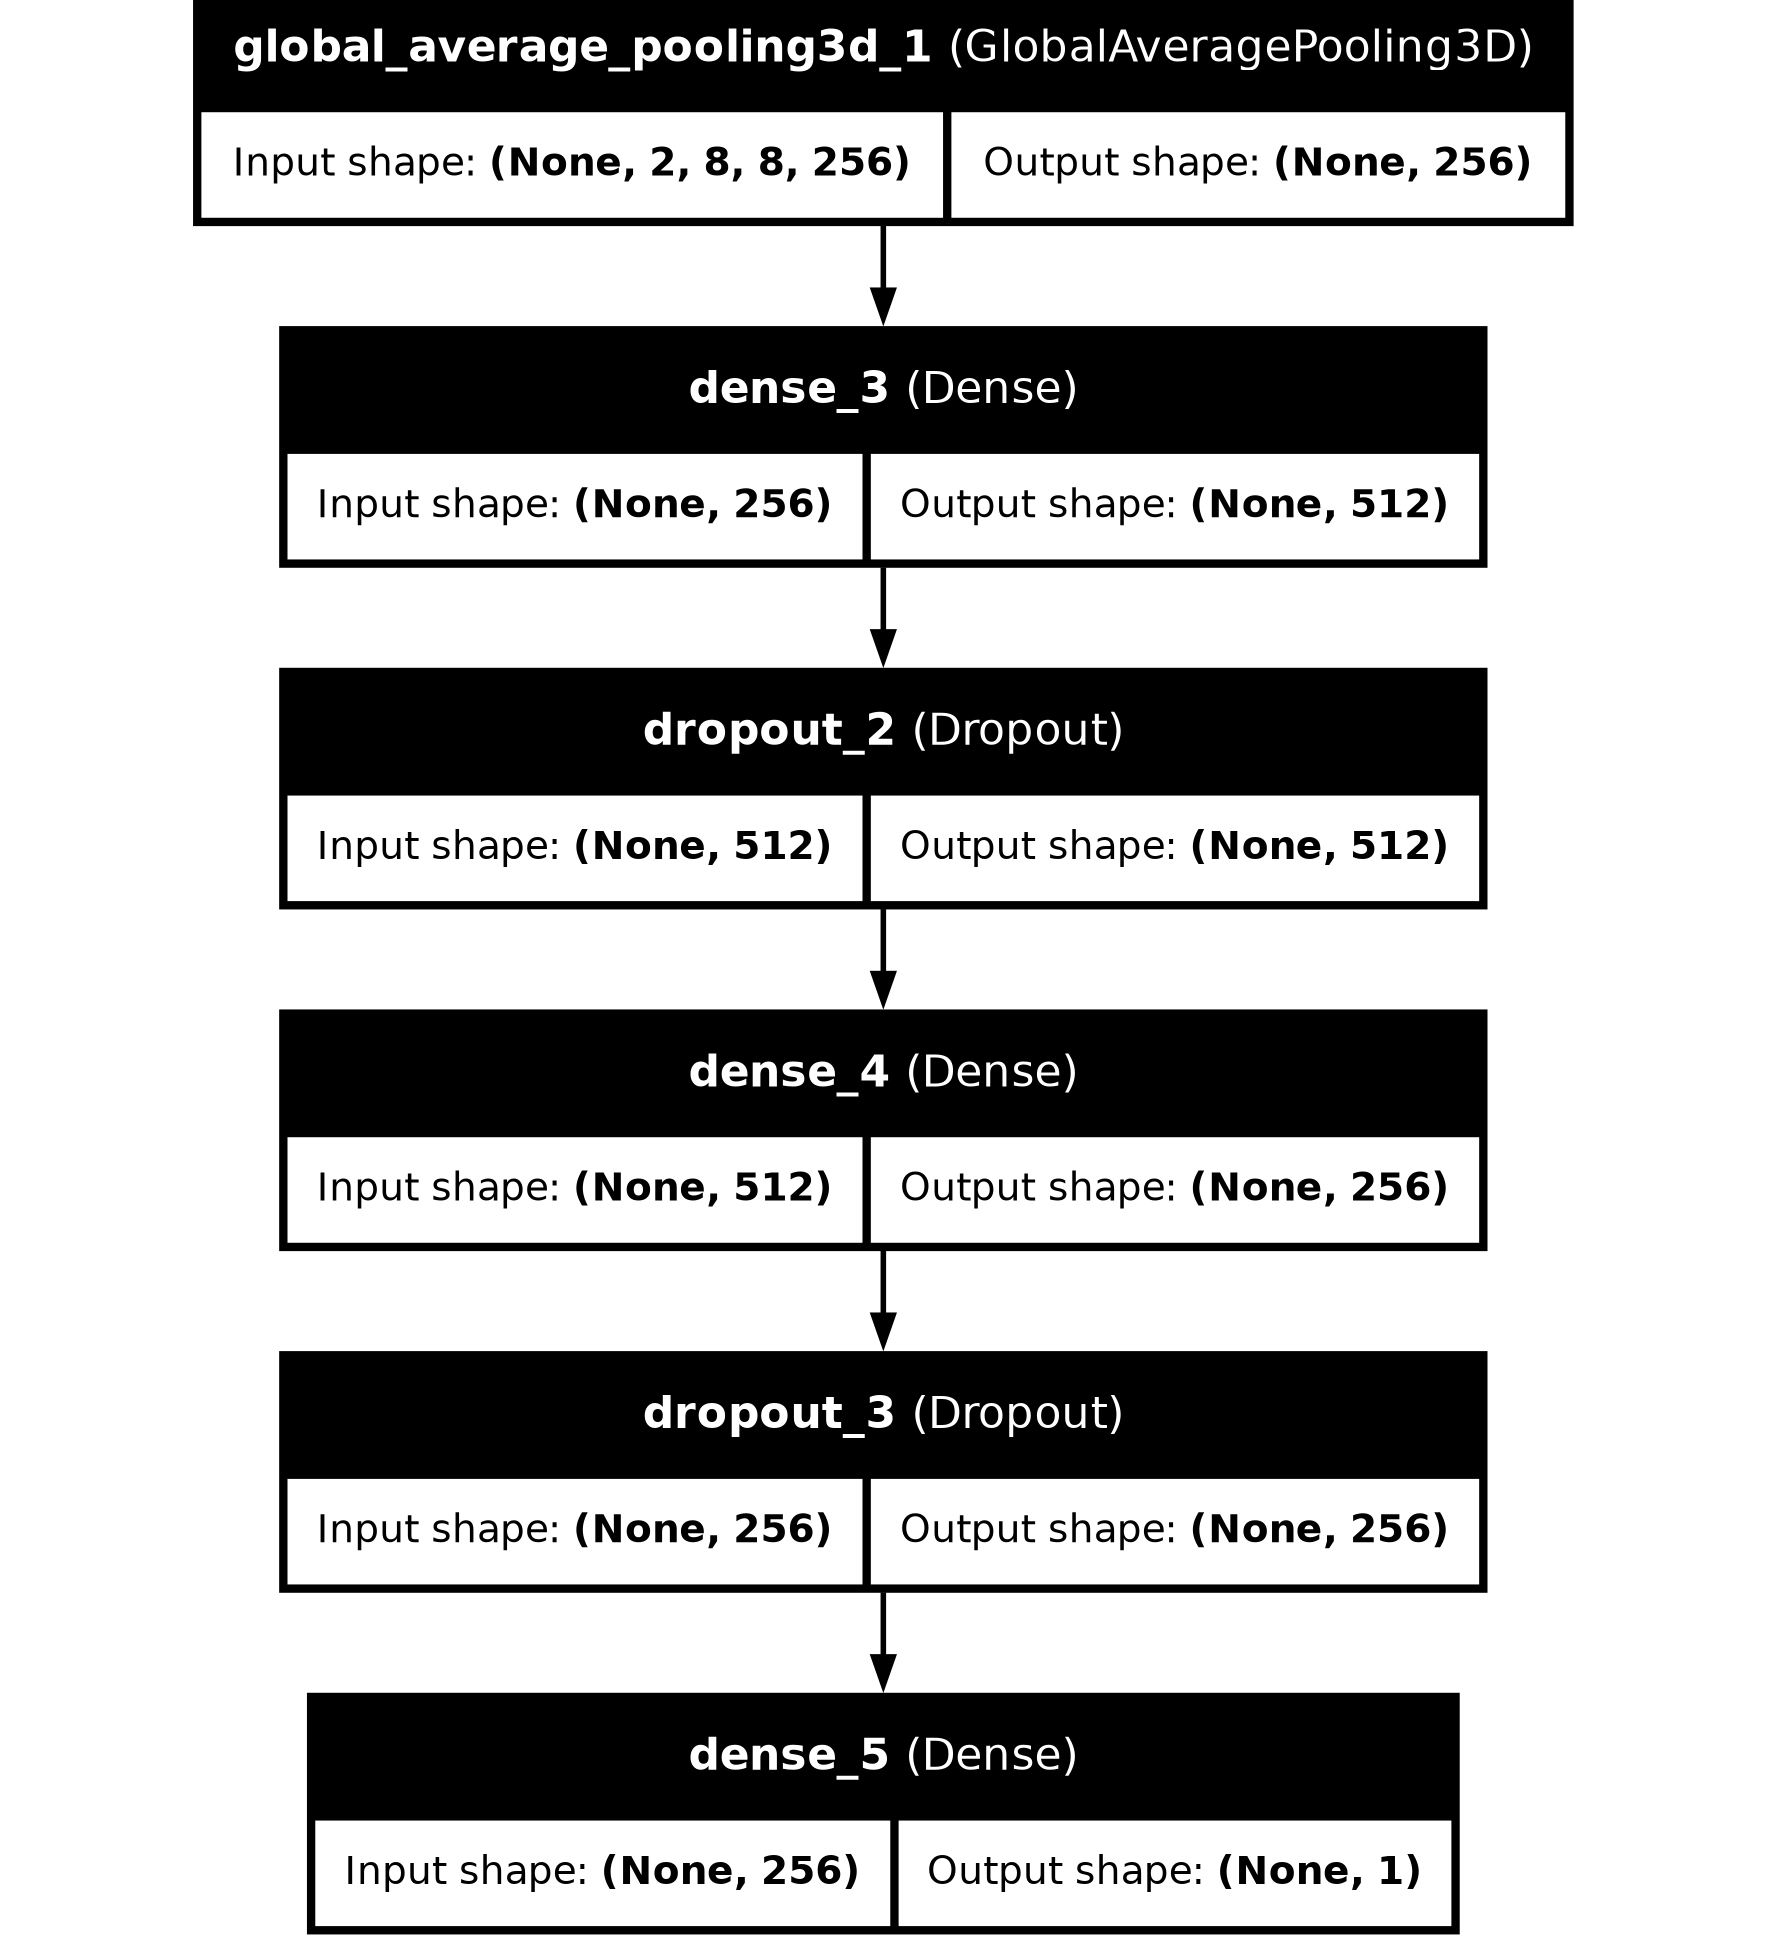 global_average_pooling3d_1 (GlobalAveragePooling3D)
Input shape: (None, 2, 8, 8, 256) Output shape: (None, 256)
dense_3 (Dense)
Input shape: (None, 256) Output shape: (None, 512)
dropout_2 (Dropout)
Input shape: (None, 512) Output shape: (None, 512)
dense_4 (Dense)
Input shape: (None, 512) Output shape: (None, 256)
dropout_3 (Dropout)
Input shape: (None, 256) Output shape: (None, 256)
dense_5 (Dense)
Input shape: (None, 256) Output shape: (None, 1)